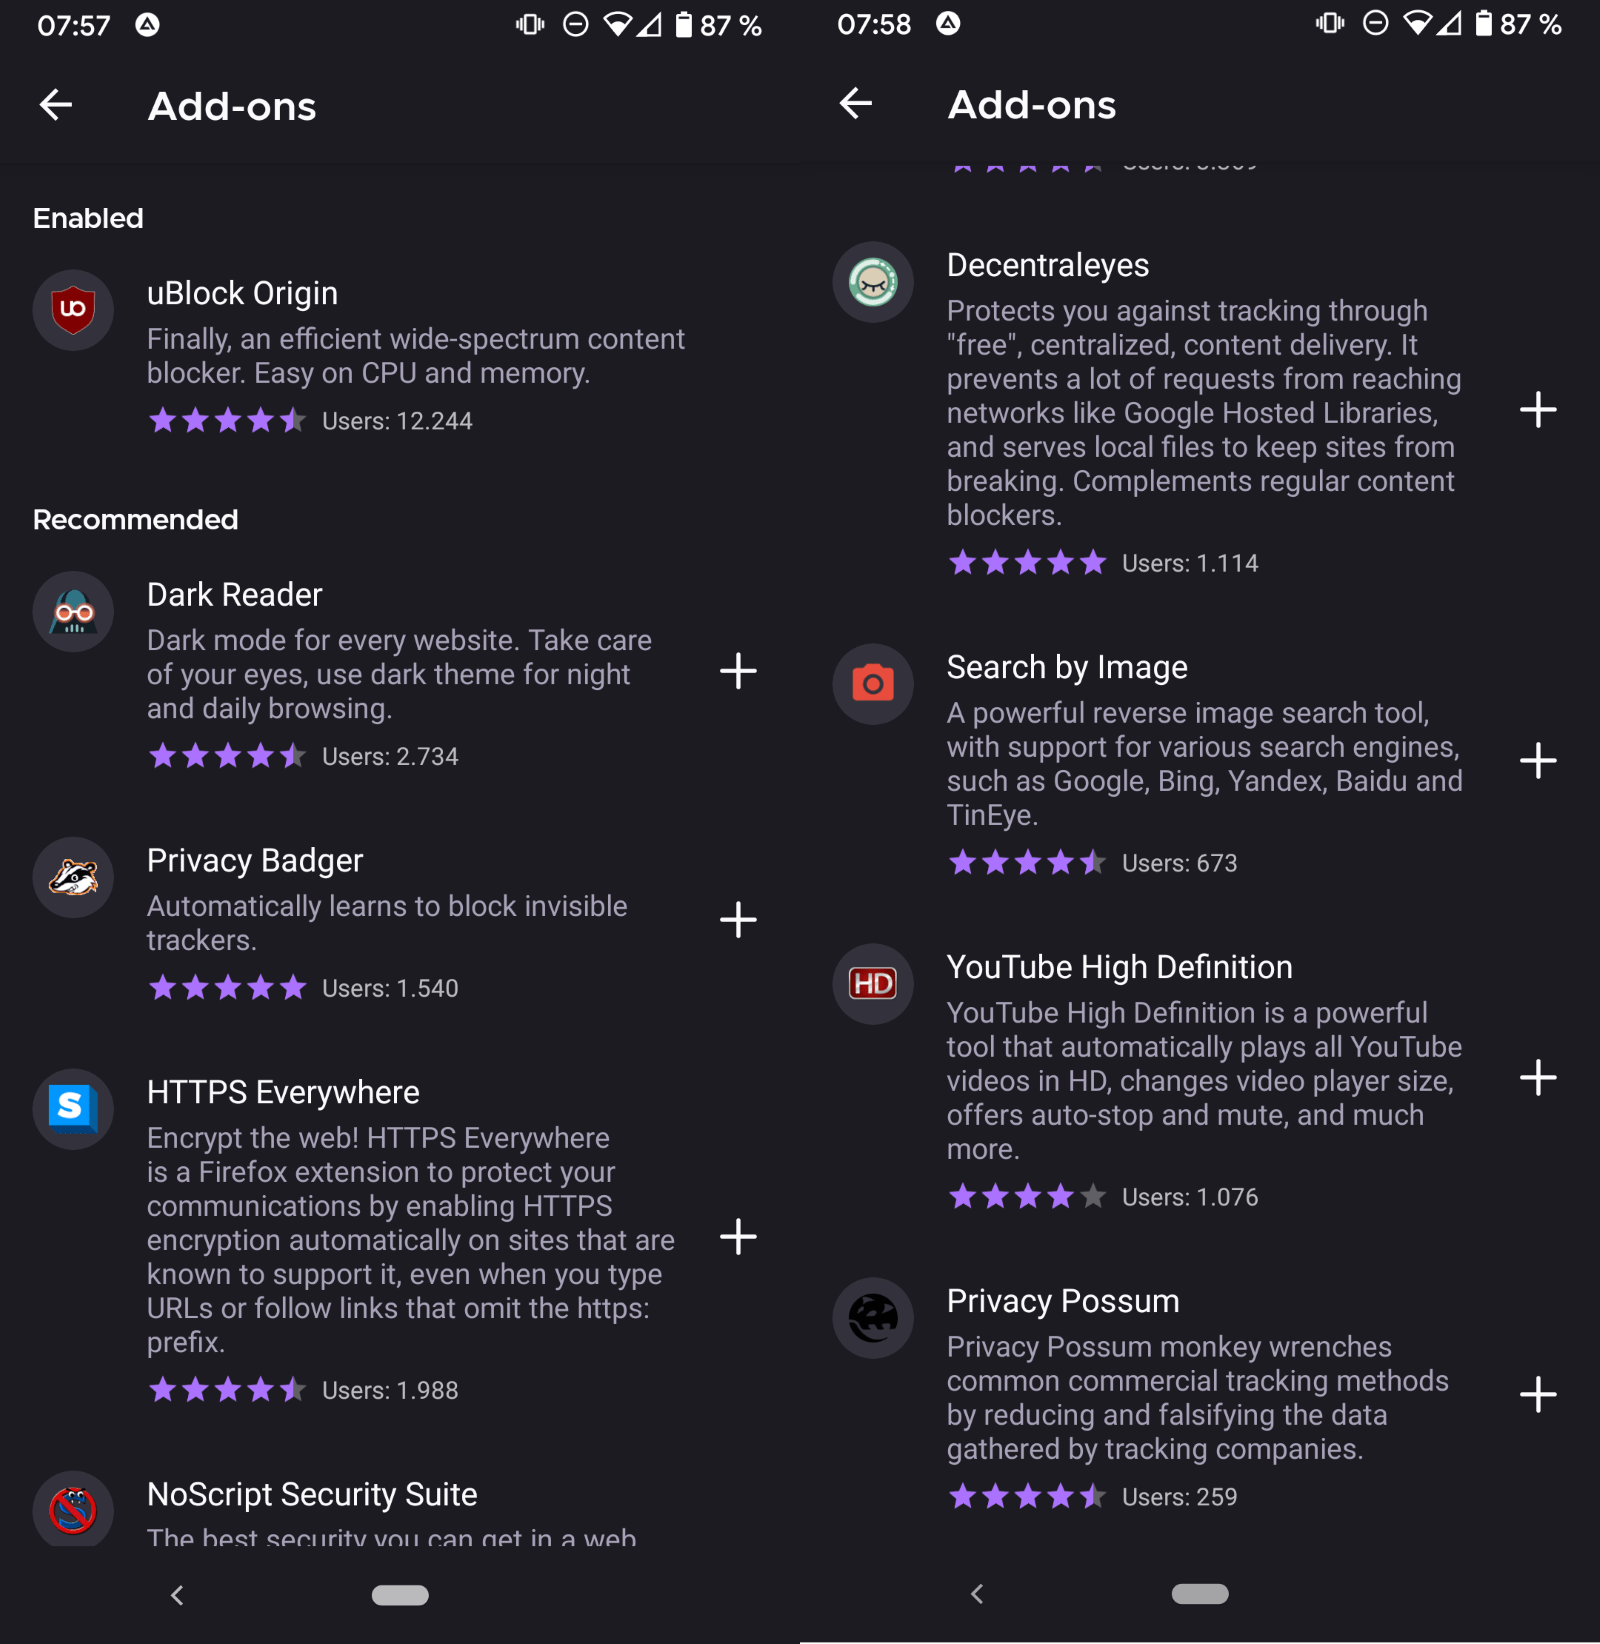 07:57
87 %
Add-ons
Enabled
uBlock Origin
Finally, an efficient wide-spectrum content
blocker. Easy on CPU and memory.
Users: 12.244
Recommended
Dark Reader
Dark mode for every website. Take care
of your eyes, use dark theme for night
and daily browsing.
Users: 2.734
Privacy Badger
Automatically learns to block invisible
trackers.
Users: 1.540
HTTPS Everywhere
Encrypt the web! HTTPS Everywhere
is a Firefox extension to protect your
communications by enabling HTTPS
encryption automatically on sites that are
known to support it, even when you type
URLs or follow links that omit the https:
prefix.
Users: 1.988
NoScript Security Suite
The best security you can get in a web
07:58
87 %
Add-ons
Decentraleyes
Protects you against tracking through
"free", centralized, content delivery. It
prevents a lot of requests from reaching
networks like Google Hosted Libraries,
and serves local files to keep sites from
breaking. Complements regular content
blockers.
Users: 1.114
Search by Image
A powerful reverse image search tool,
with support for various search engines,
such as Google, Bing, Yandex, Baidu and
TinEye.
Users: 673
HD
YouTube High Definition
YouTube High Definition is a powerful
tool that automatically plays all YouTube
videos in HD, changes video player size,
offers auto-stop and mute, and much
more.
Users: 1.076
Privacy Possum
Privacy Possum monkey wrenches
common commercial tracking methods
by reducing and falsifying the data
gathered by tracking companies.
Users: 259